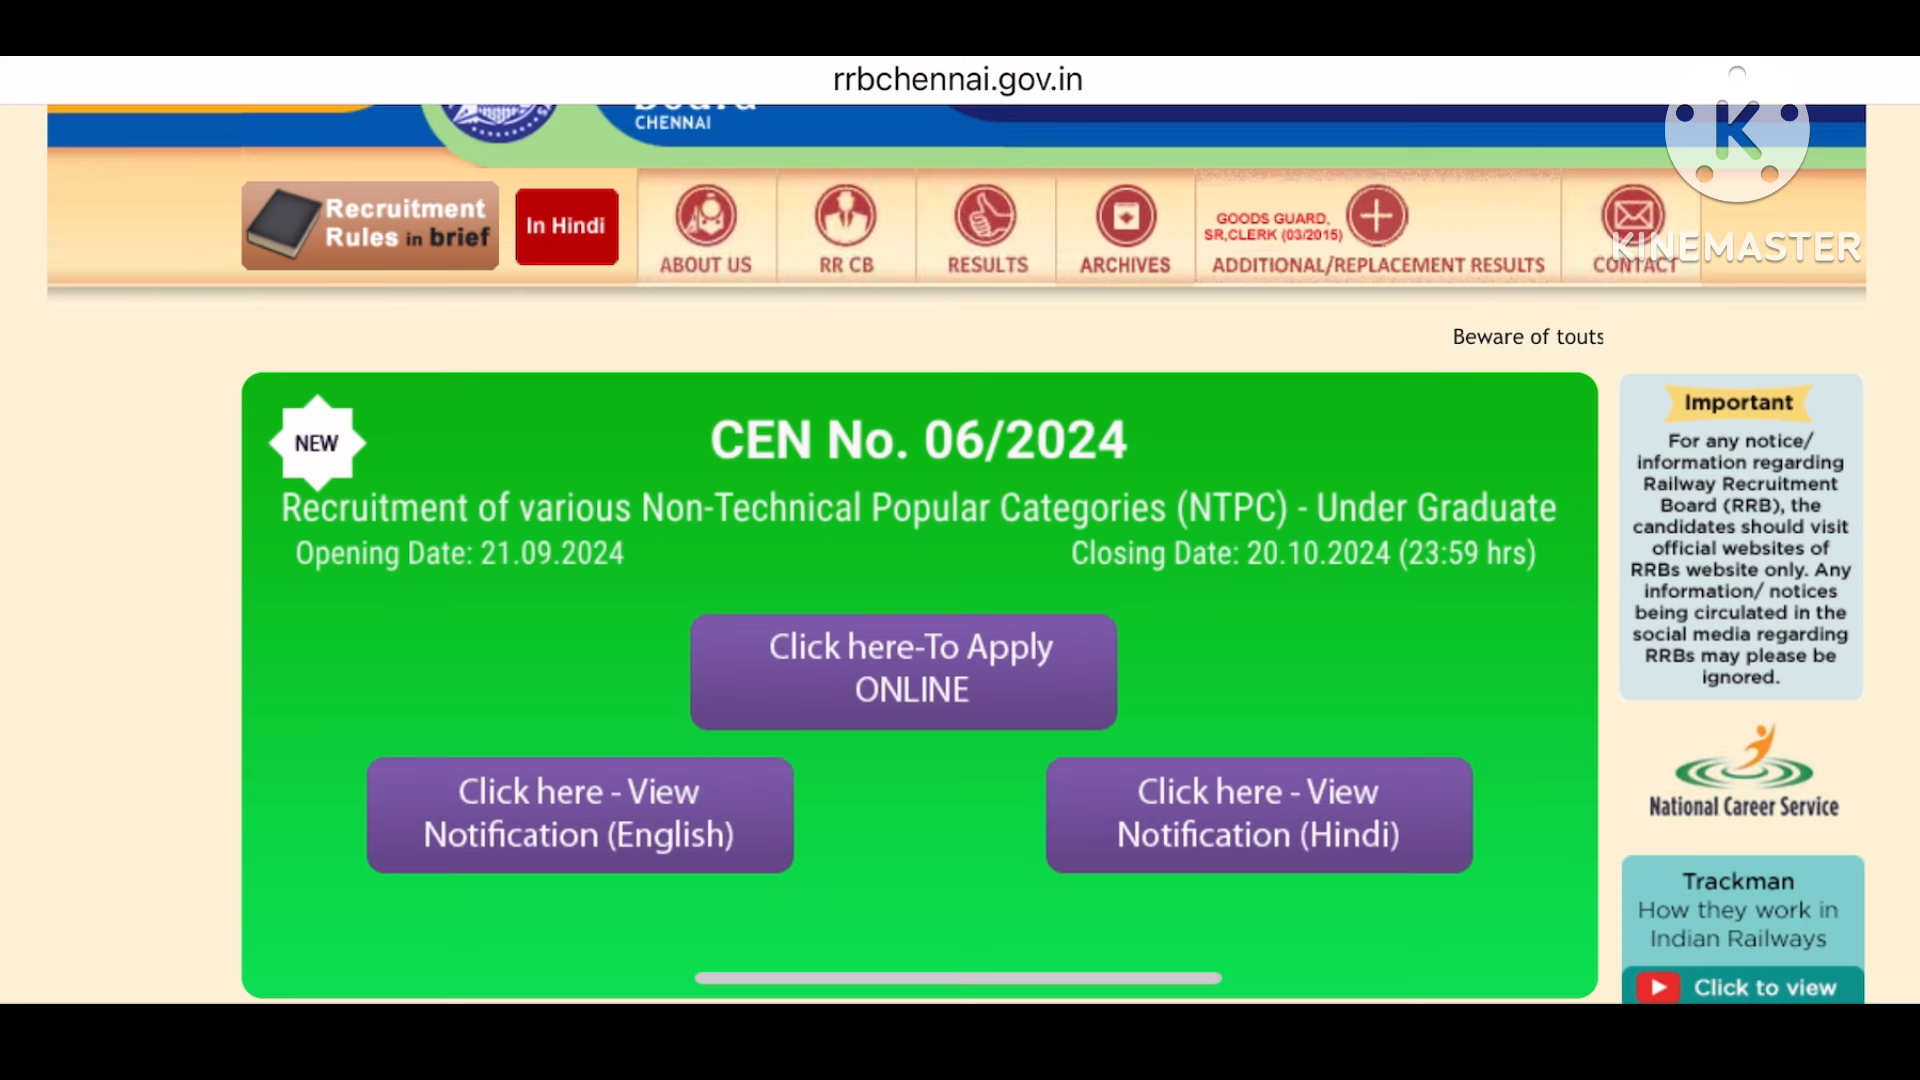 rrbchennai.gov.in
CHENNAI
Recruitment
Rules in brief
In Hindi
ABOUT US
RR CB
RESULTS
ARCHIVES
GOODS GUARD,
SR,CLERK (03/2015)
ADDITIONAL/REPLACEMENT RESULTS
CONTACT
K
KINEMASTER
Beware of touts
NEW
CEN No. 06/2024
Recruitment of various Non-Technical Popular Categories (NTPC) - Under Graduate
Opening Date: 21.09.2024
Closing Date: 20.10.2024 (23:59 hrs)
Click here-To Apply
ONLINE
Click here - View
Notification (English)
Click here - View
Notification (Hindi)
Important
For any notice/
information regarding
Railway Recruitment
Board (RRB), the
candidates should visit
official websites of
RRBs website only. Any
information/ notices
being circulated in the
social media regarding
RRBs may please be
ignored.
National Career Service
Trackman
How they work in
Indian Railways
Click to view